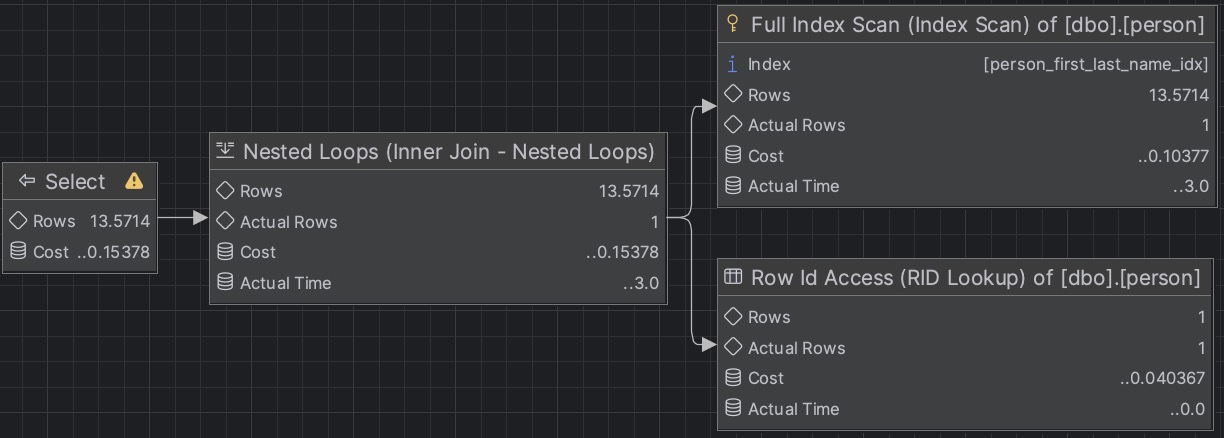 Select
Rows 13.5714
Cost ..0.15378
Nested Loops (Inner Join - Nested Loops)
Rows 13.5714
Actual Rows 1
Cost ..0.15378
Actual Time ..3.0
Full Index Scan (Index Scan) of [dbo].[person]
Index [person_first_last_name_idx]
Rows 13.5714
Actual Rows 1
Cost ..0.10377
Actual Time ..3.0
Row Id Access (RID Lookup) of [dbo].[person]
Rows 1
Actual Rows 1
Cost ..0.040367
Actual Time ..0.0